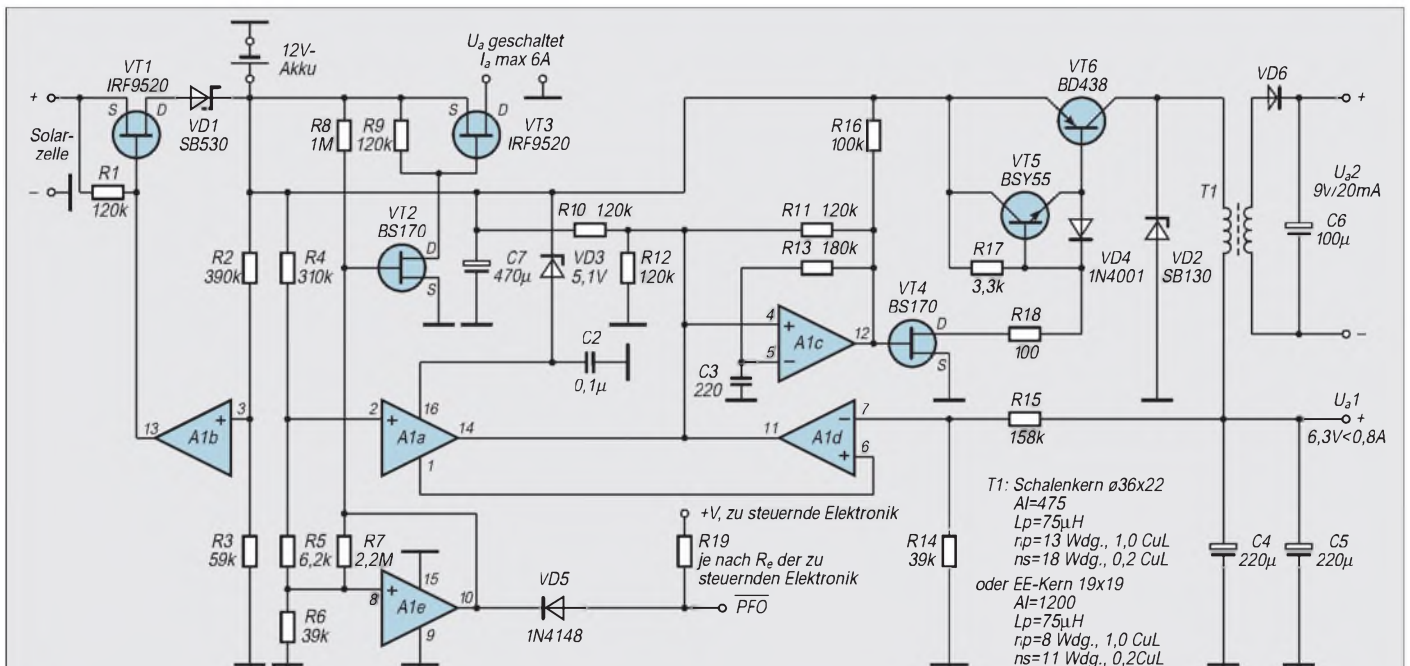 VT1
IRF9520
S
D
+
Solar-
zelle
–
R1
120k
VD1
SB530
12V-
Akku
Ua geschaltet
Ia max 6A
R8
1M
R9
120k
S
D
VT3
IRF9520
R2
390k
R4
310k
VT2
BS170
D
S
C7
470µ
R10 120k
VD3
5,1V
R12
120k
C2
0,1µ
R16
100k
R11 120k
R13 180k
VT6
BD438
VT5
BSY55
R17
3,3k
VD4
1N4001
VD2
SB130
T1
VD6
+
Ua2
9V/20mA
C6
100µ
–
4
+
5
–
A1c
12
C3
220
VT4
BS170
D
S
R18
100
13
A1b
+
3
2
+
A1a
16
1
14
11
A1d
–
7
+
6
R15
158k
Ua1
+
6,3V<0,8A
R3
59k
R5
6,2k
R7
2,2M
R6
39k
8
+
A1e
15
9
10
VD5
1N4148
+V, zu steuernde Elektronik
R19
je nach Re der zu
steuernden Elektronik
PFO
R14
39k
T1: Schalenkern ø36x22
Al=475
Lp=75µH
np=13 Wdg., 1,0 CuL
ns=18 Wdg., 0,2 CuL
oder EE-Kern 19x19
Al=1200
Lp=75µH
np=8 Wdg., 1,0 CuL
ns=11 Wdg., 0,2CuL
C4
220µ
C5
220µ